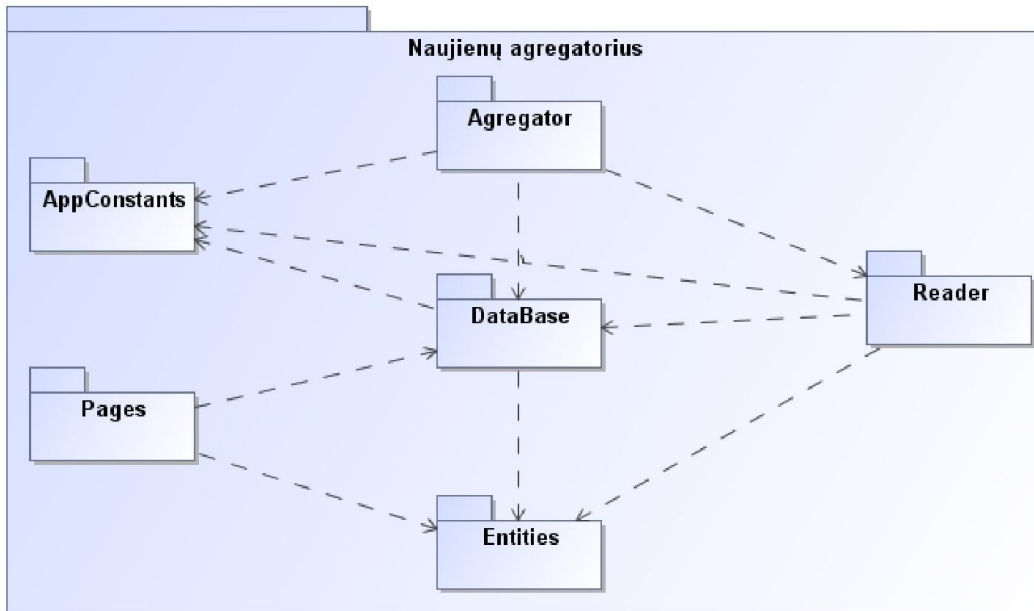 Naujienų agregatorius
Agregator
AppConstants
Reader
DataBase
Pages
Entities